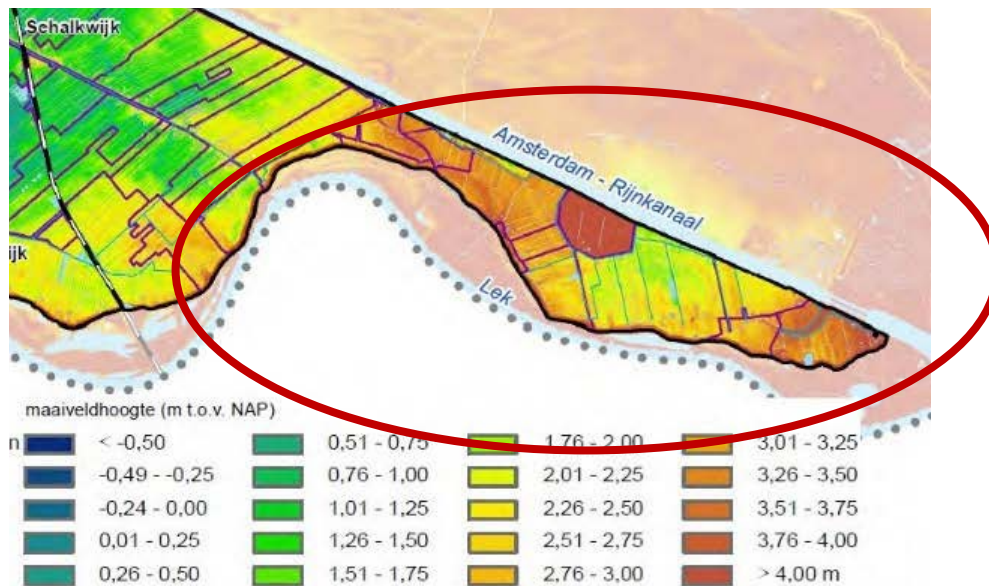 Schalkwijk
Amsterdam - Rijnkanaal
ijk
Lek
maaiveldhoogte (m t.o.v. NAP)
n < -0,50 0,51 - 0,75 1,76 - 2,00 3,01 - 3,25
-0,49 - -0,25 0,76 - 1,00 2,01 - 2,25 3,26 - 3,50
-0,24 - 0,00 1,01 - 1,25 2,26 - 2,50 3,51 - 3,75
0,01 - 0,25 1,26 - 1,50 2,51 - 2,75 3,76 - 4,00
0,26 - 0,50 1,51 - 1,75 2,76 - 3,00 > 4,00 m